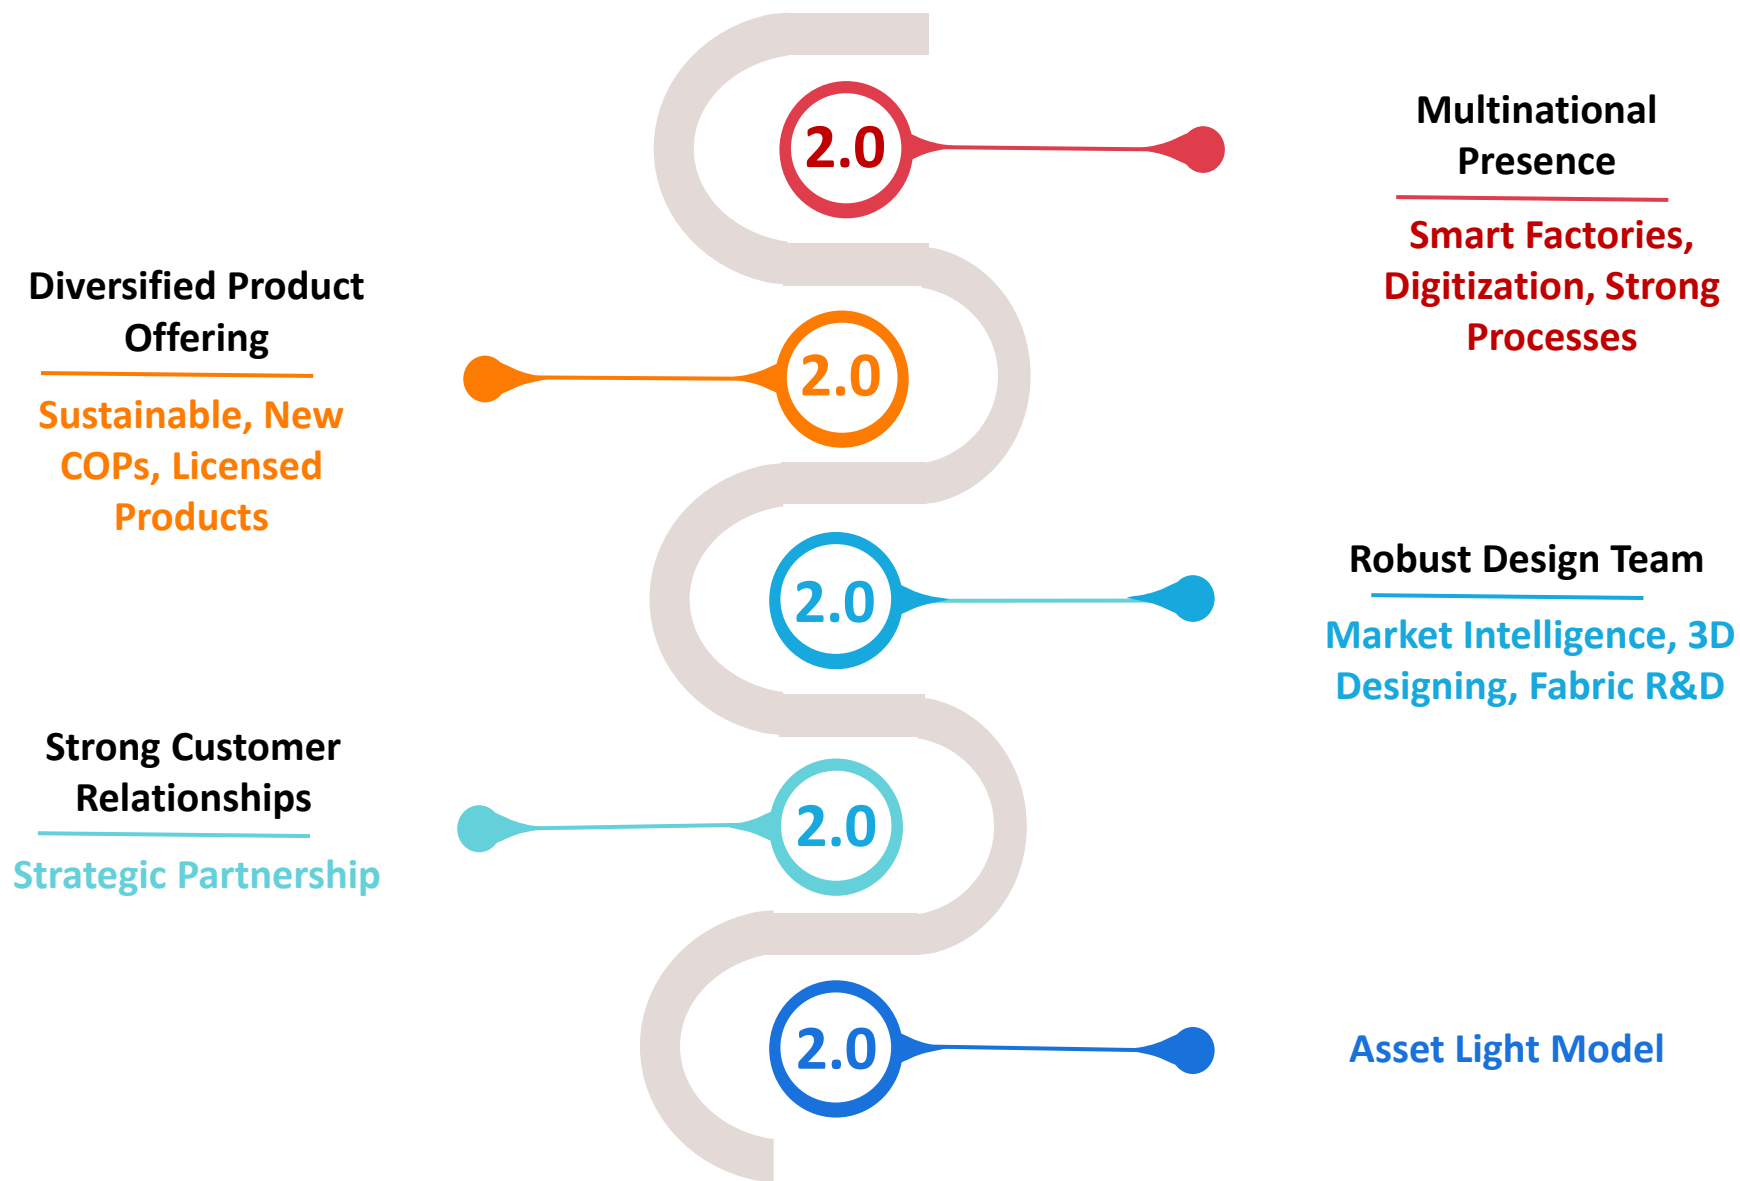 2.0
Multinational
Presence
Smart Factories,
Digitization, Strong
Processes
Diversified Product
Offering
Sustainable, New
COPs, Licensed
Products
2.0
2.0
Robust Design Team
Market Intelligence, 3D
Designing, Fabric R&D
Strong Customer
Relationships
Strategic Partnership
2.0
2.0
Asset Light Model